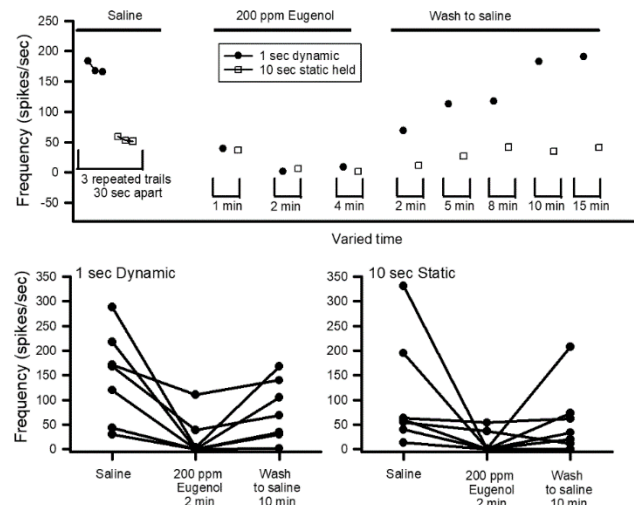 Saline
200 ppm Eugenol
Wash to saline
Frequency (spikes/sec)
250
200
150
100
50
0
-50
1 sec dynamic
10 sec static held
3 repeated trails
30 sec apart
1 min
2 min
4 min
2 min
5 min
8 min
10 min
15 min
Varied time
1 sec Dynamic
Frequency (spikes/sec)
350
300
250
200
150
100
50
0
Saline
200 ppm
Eugenol
2 min
Wash
to saline
10 min
10 sec Static
350
300
250
200
150
100
50
0
Saline
200 ppm
Eugenol
2 min
Wash
to saline
10 min